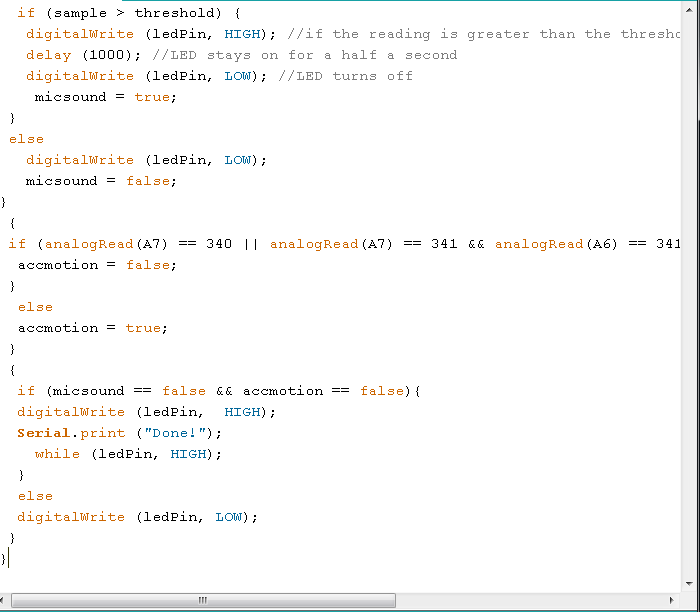 if (sample > threshold) {
digitalWrite (ledPin, HIGH); //if the reading is greater than the
delay (1000); //LED stays on for a half a second
digitalWrite (ledPin, LOW); //LED turns off
micsound = true;
}
else
digitalWrite (ledPin, LOW);
micsound = false;
}
{
if (analogRead(A7) == 340 || analogRead(A7) == 341 && analogRead(A6) == 341
accmotion = false;
}
else
accmotion = true;
}
{
if (micsound == false && accmotion == false){
digitalWrite (ledPin,  HIGH);
Serial.print ("Done!");
while (ledPin, HIGH);
}
else
digitalWrite (ledPin, LOW);
}
}